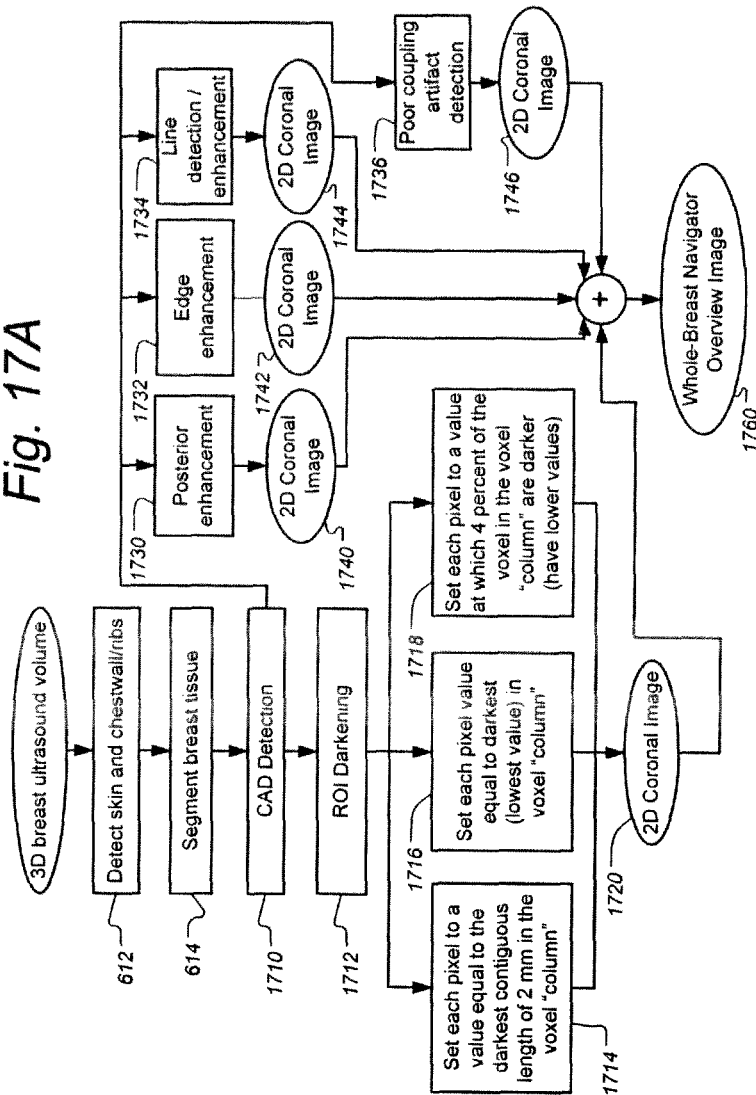 Fig. 17A
3D breast ultrasound volume
Detect skin and chestwall/ribs
612
Segment breast tissue
614
CAD Detection
1710
ROI Darkening
1712
Set each pixel to a
value equal to the
darkest contiguous
length of 2 mm in the
voxel “column”
1714
Set each pixel value
equal to darkest
(lowest value) in
voxel “column”
1716
Set each pixel to a value
at which 4 percent of the
voxel in the voxel
“column” are darker
(have lower values)
1718
2D Coronal Image
1720
Posterior
enhancement
1730
2D Coronal
Image
1740
Edge
enhancement
1732
2D Coronal
Image
1742
Line
detection /
enhancement
1734
2D Coronal
Image
1744
Poor coupling
artifact
detection
1736
2D Coronal
Image
1746
+
Whole-Breast Navigator
Overview Image
1760